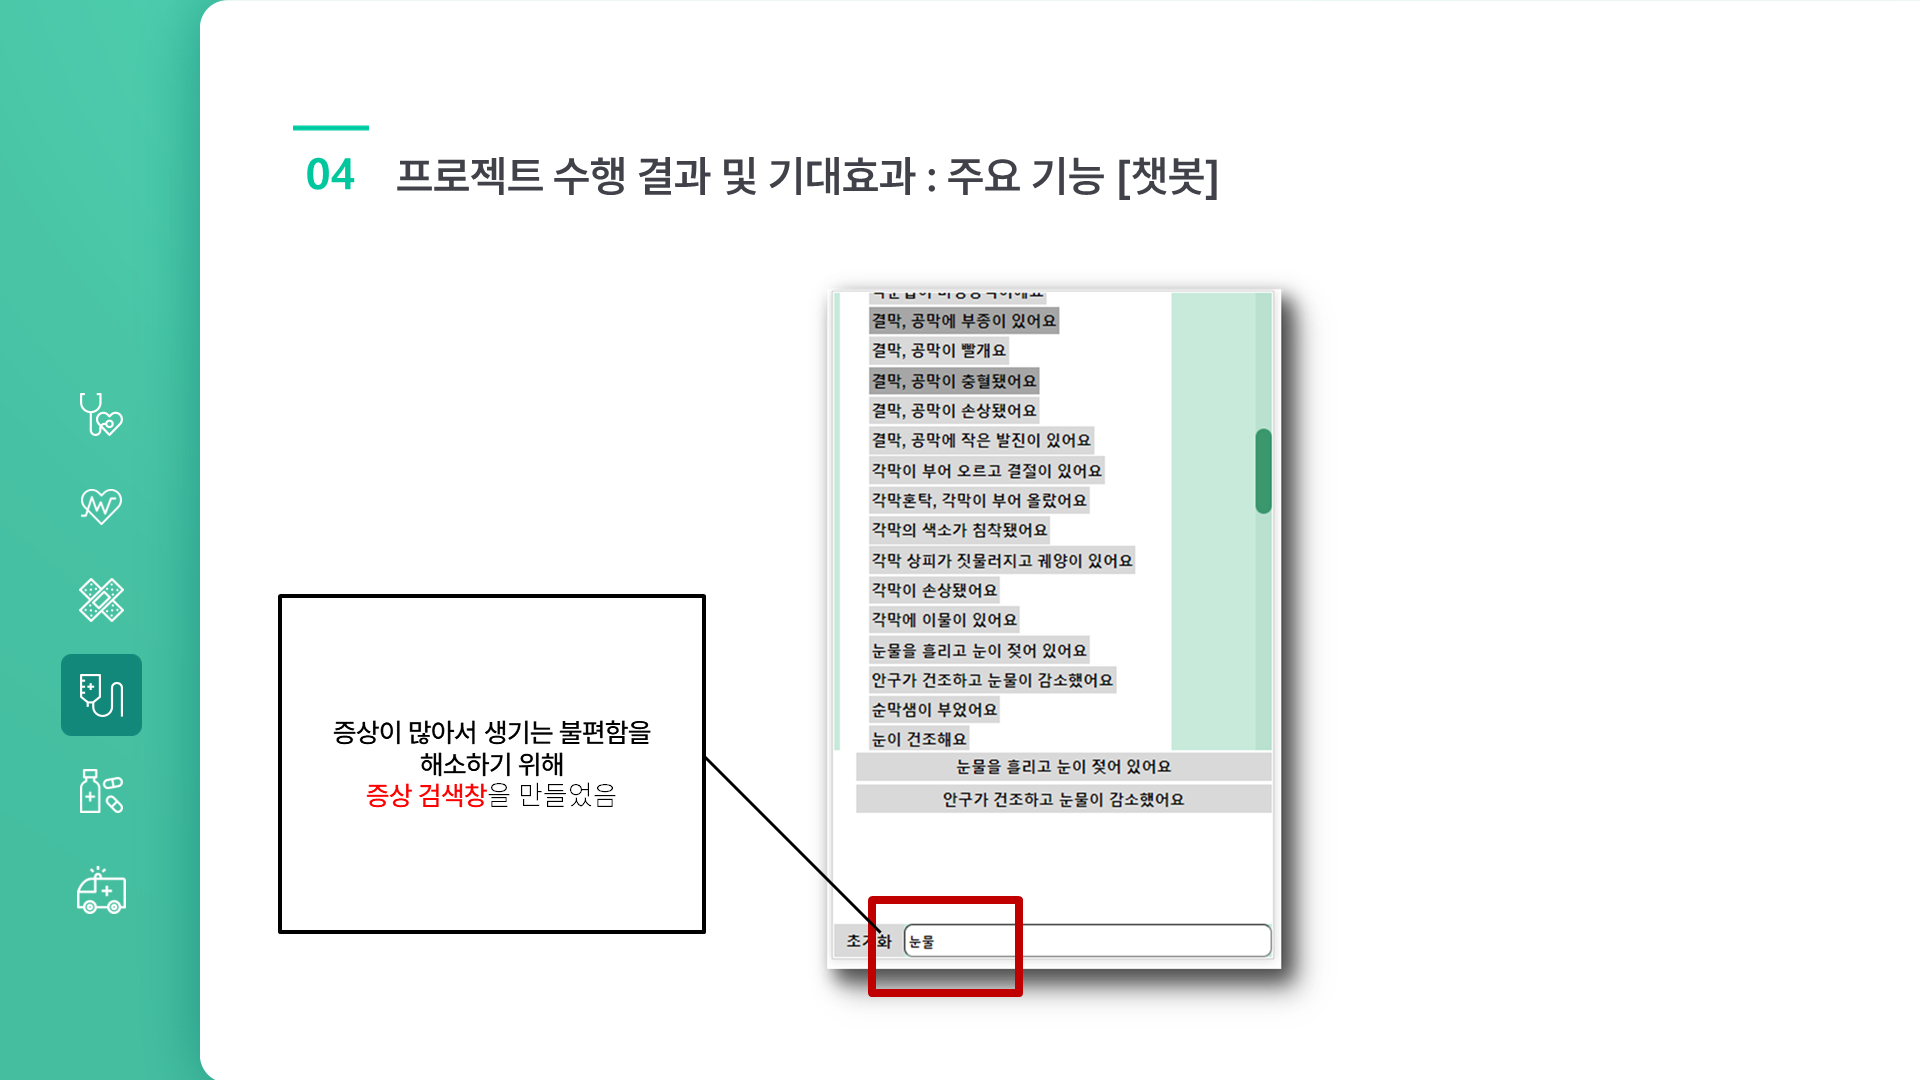 04 프로젝트 수행 결과 및 기대효과 : 주요 기능 [챗봇]
결막, 공막에 부종이 있어요
결막, 공막이 빨개요
결막, 공막이 충혈됐어요
결막, 공막이 손상됐어요
결막, 공막에 작은 발진이 있어요
각막이 부어 오르고 결절이 있어요
각막혼탁, 각막이 부어 올랐어요
각막의 색소가 침착됐어요
각막 상피가 짓물러지고 궤양이 있어요
각막이 손상됐어요
각막에 이물이 있어요
눈물을 흘리고 눈이 젖어 있어요
안구가 건조하고 눈물이 감소했어요
순막샘이 부었어요
눈이 건조해요
눈물을 흘리고 눈이 젖어 있어요
안구가 건조하고 눈물이 감소했어요
초기화 눈물
증상이 많아서 생기는 불편함을
해소하기 위해
증상 검색창을 만들었음